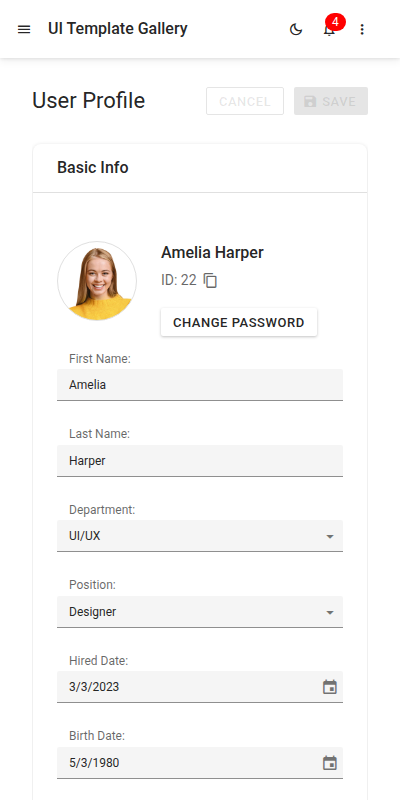 UI Template Gallery
4
User Profile
CANCEL
SAVE
Basic Info
Amelia Harper
ID: 22
CHANGE PASSWORD
First Name:
Amelia
Last Name:
Harper
Department:
UI/UX
Position:
Designer
Hired Date:
3/3/2023
Birth Date:
5/3/1980